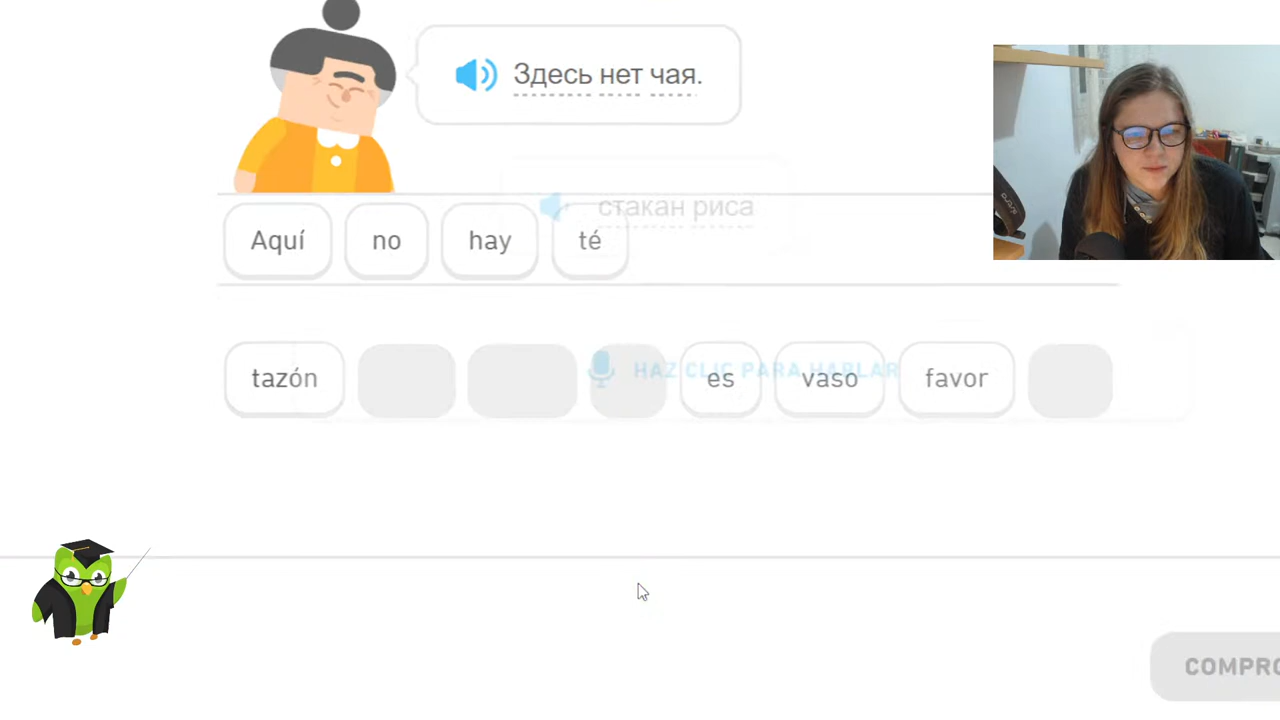 Здесь нет чая.
стакан риса
Aquí no hay té
HAZ CLIC PARA HABLAR
tazón es vaso favor
COMPRO